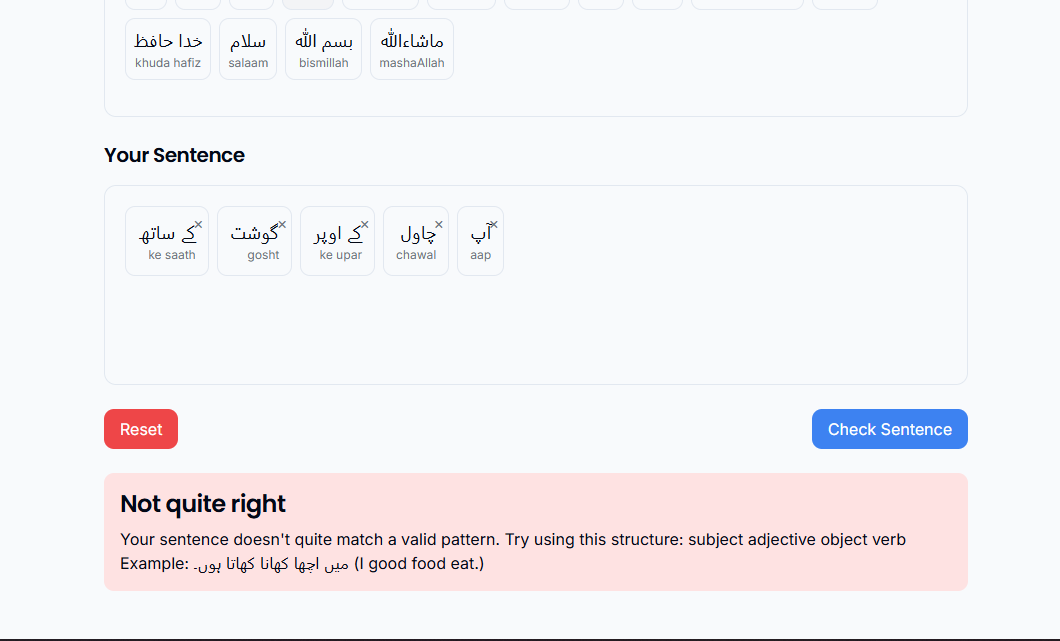 خدا حافظ
khuda hafiz
سلام
salaam
بسم اللہ
bismillah
ماشاءاللہ
mashaAllah
Your Sentence
کے ساتھ ×
ke saath
گوشت ×
gosht
کے اوپر ×
ke upar
چاول ×
chawal
آپ ×
aap
Reset
Check Sentence
Not quite right
Your sentence doesn't quite match a valid pattern. Try using this structure: subject adjective object verb
Example: میں اچھا کھانا کھاتا ہوں۔ (I good food eat.)